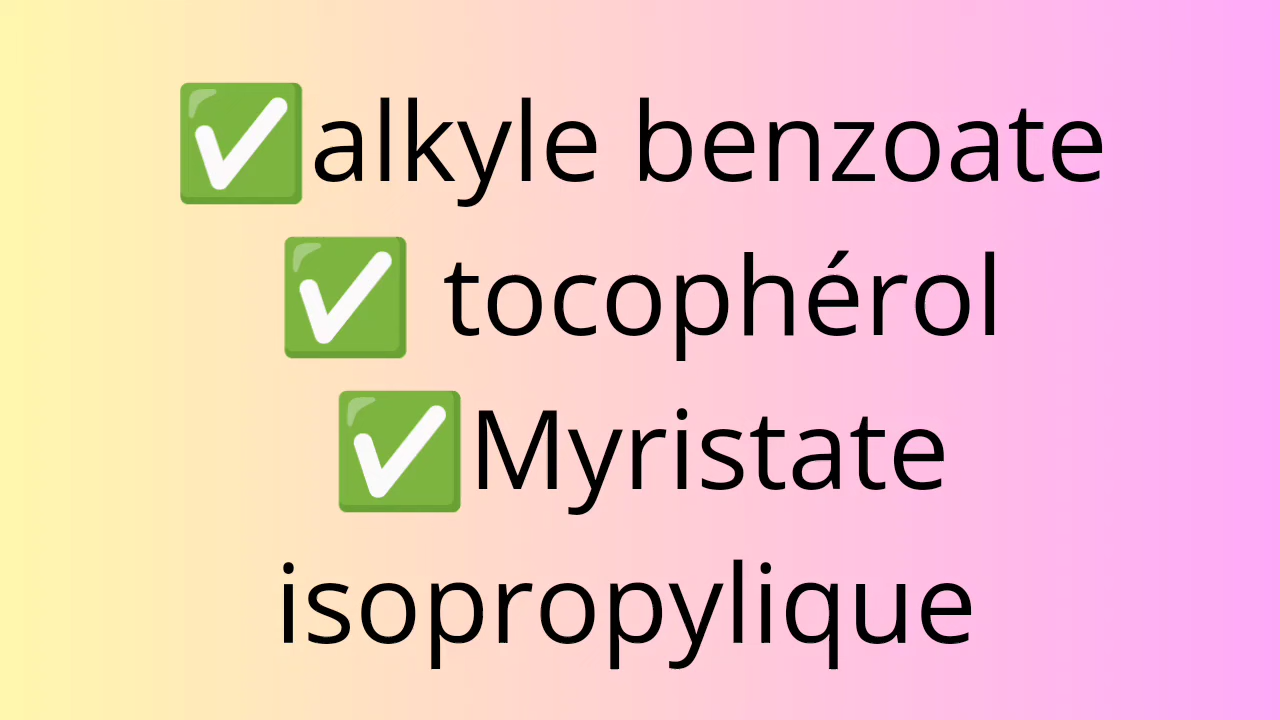 ✅alkyle benzoate
✅ tocophérol
✅Myristate
isopropylique